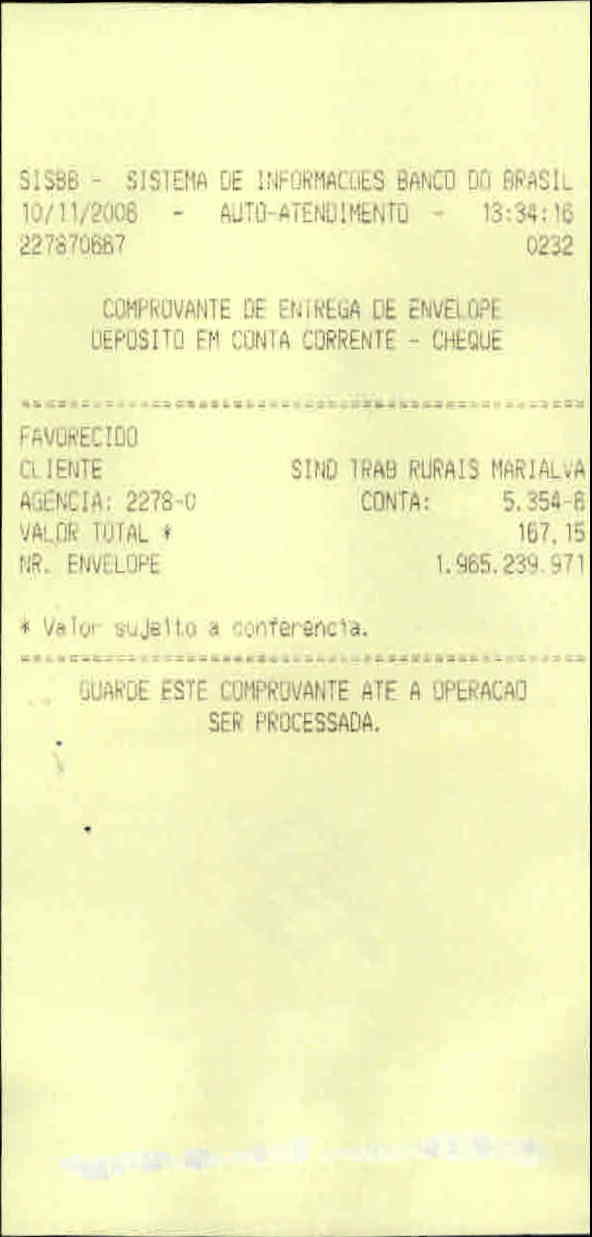 SISBB - SISTEMA DE INFORMACOES BANCO DO BRASIL
10/11/2008 - AUTO-ATENDIMENTO - 13:34:16
227870667 0232
COMPROVANTE DE ENTREGA DE ENVELOPE
DEPOSITO EM CONTA CORRENTE - CHEQUE
FAVORECIDO
CLIENTE SIND TRAB RURAIS MARIALVA
AGENCIA: 2278-0 CONTA: 5.354-6
VALOR TOTAL * 167,15
NR. ENVELOPE 1.965.239.971
* Valor sujeito a conferencia.
GUARDE ESTE COMPROVANTE ATE A OPERACAO
SER PROCESSADA.